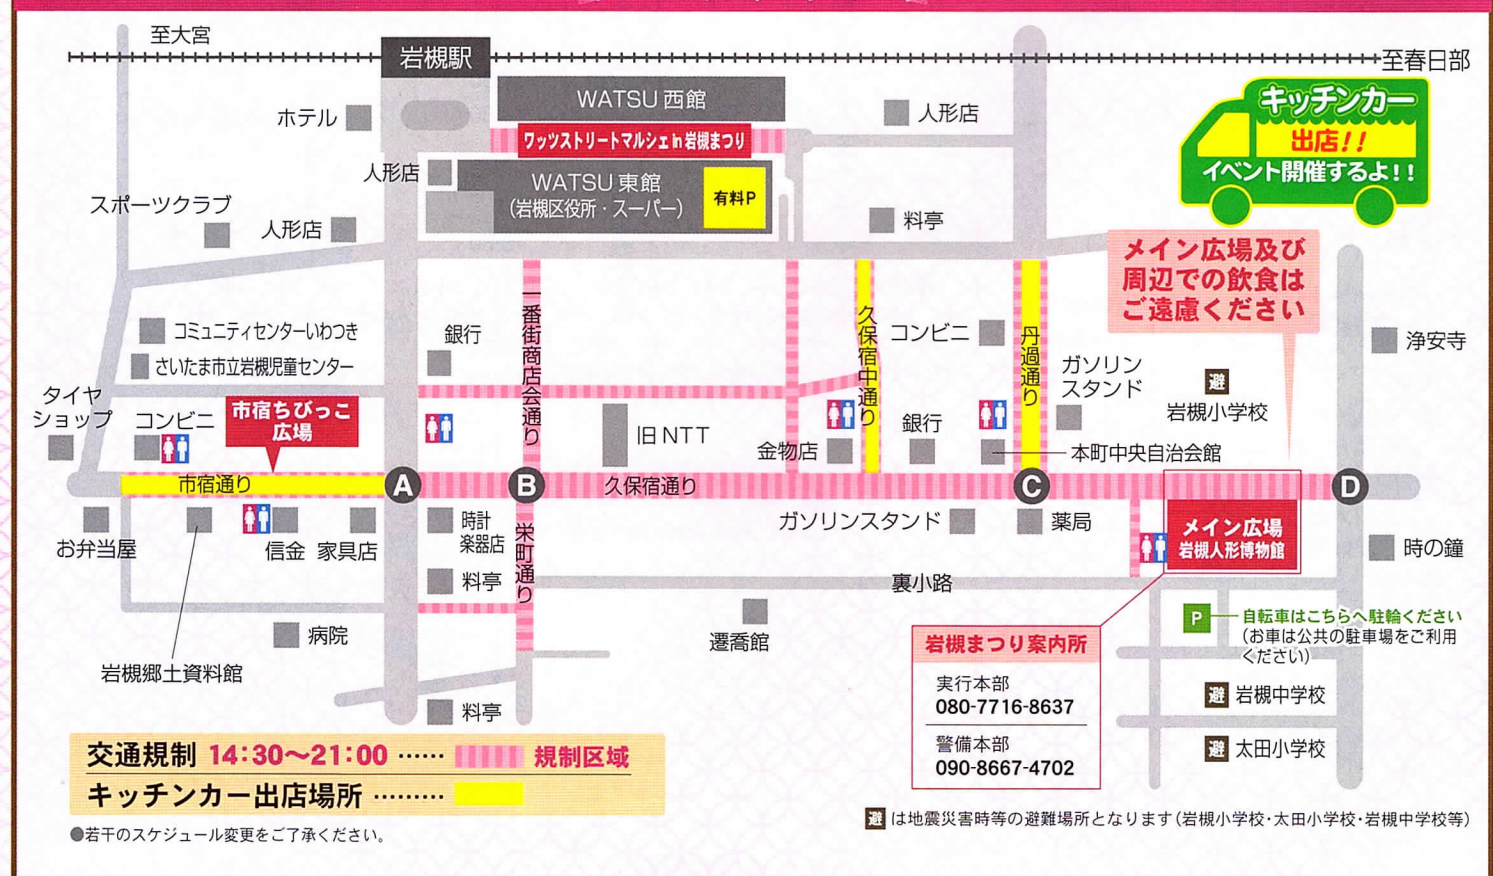 至大宮
岩槻駅
至春日部
WATSU 西館
ホテル
人形店
キッチンカー
出店!!
イベント開催するよ!!
ワッツストリートマルシェin岩槻まつり
人形店
WATSU 東館
(岩槻区役所・スーパー)
有料P
スポーツクラブ
人形店
料亭
メイン広場及び
周辺での飲食は
ご遠慮ください
コミュニティセンターいわつき
さいたま市立岩槻児童センター
銀行
一番街商店会通り
久保宿中通り
コンビニ
丹過通り
ガソリン
スタンド
浄安寺
避
岩槻小学校
タイヤ
ショップ
コンビニ
市宿ちびっこ
広場
旧NTT
金物店
銀行
本町中央自治会館
市宿通り
A
B
久保宿通り
C
D
お弁当屋
信金
家具店
時計
楽器店
栄町通り
ガソリンスタンド
薬局
メイン広場
岩槻人形博物館
時の鐘
料亭
裏小路
病院
遷喬館
P
自転車はこちらへ駐輪ください
(お車は公共の駐車場をご利用
ください)
岩槻郷土資料館
料亭
岩槻まつり案内所
実行本部
080-7716-8637
警備本部
090-8667-4702
避 岩槻中学校
避 太田小学校
交通規制 14:30〜21:00 …… 規制区域
キッチンカー出店場所 ………
●若干のスケジュール変更をご了承ください。
避 は地震災害時等の避難場所となります(岩槻小学校・太田小学校・岩槻中学校等)